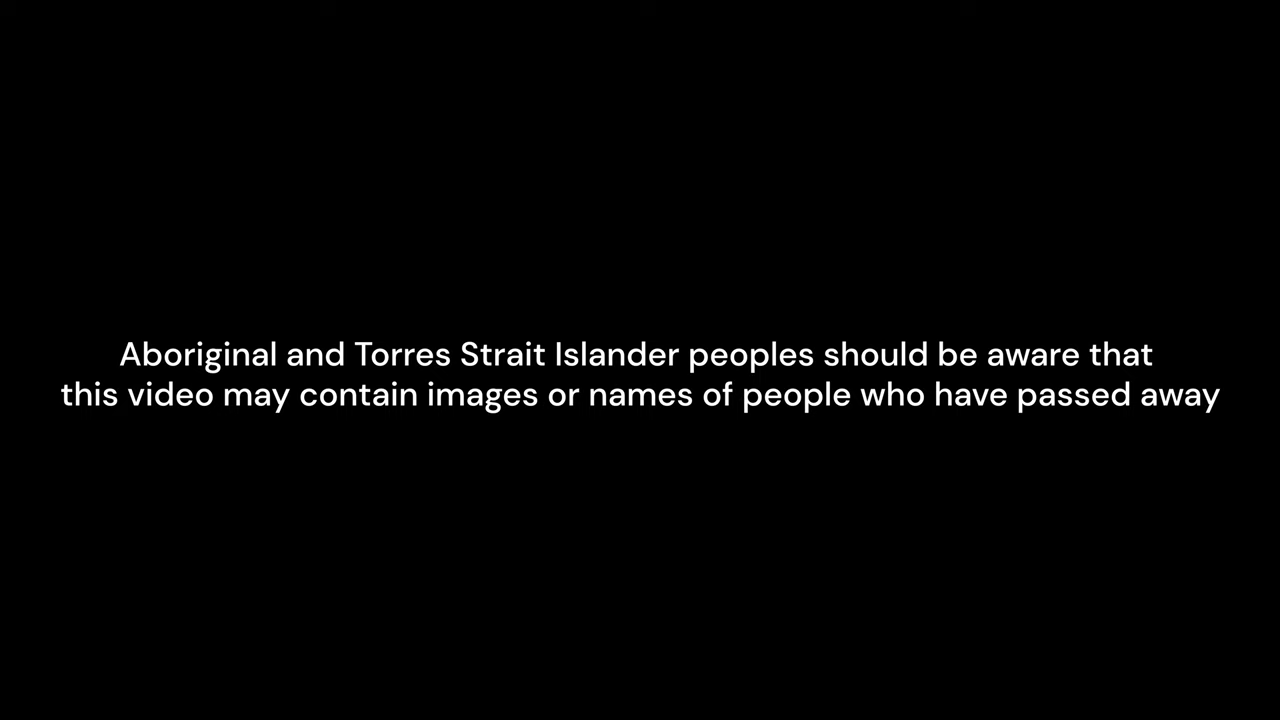 Aboriginal and Torres Strait Islander peoples should be aware that
this video may contain images or names of people who have passed away